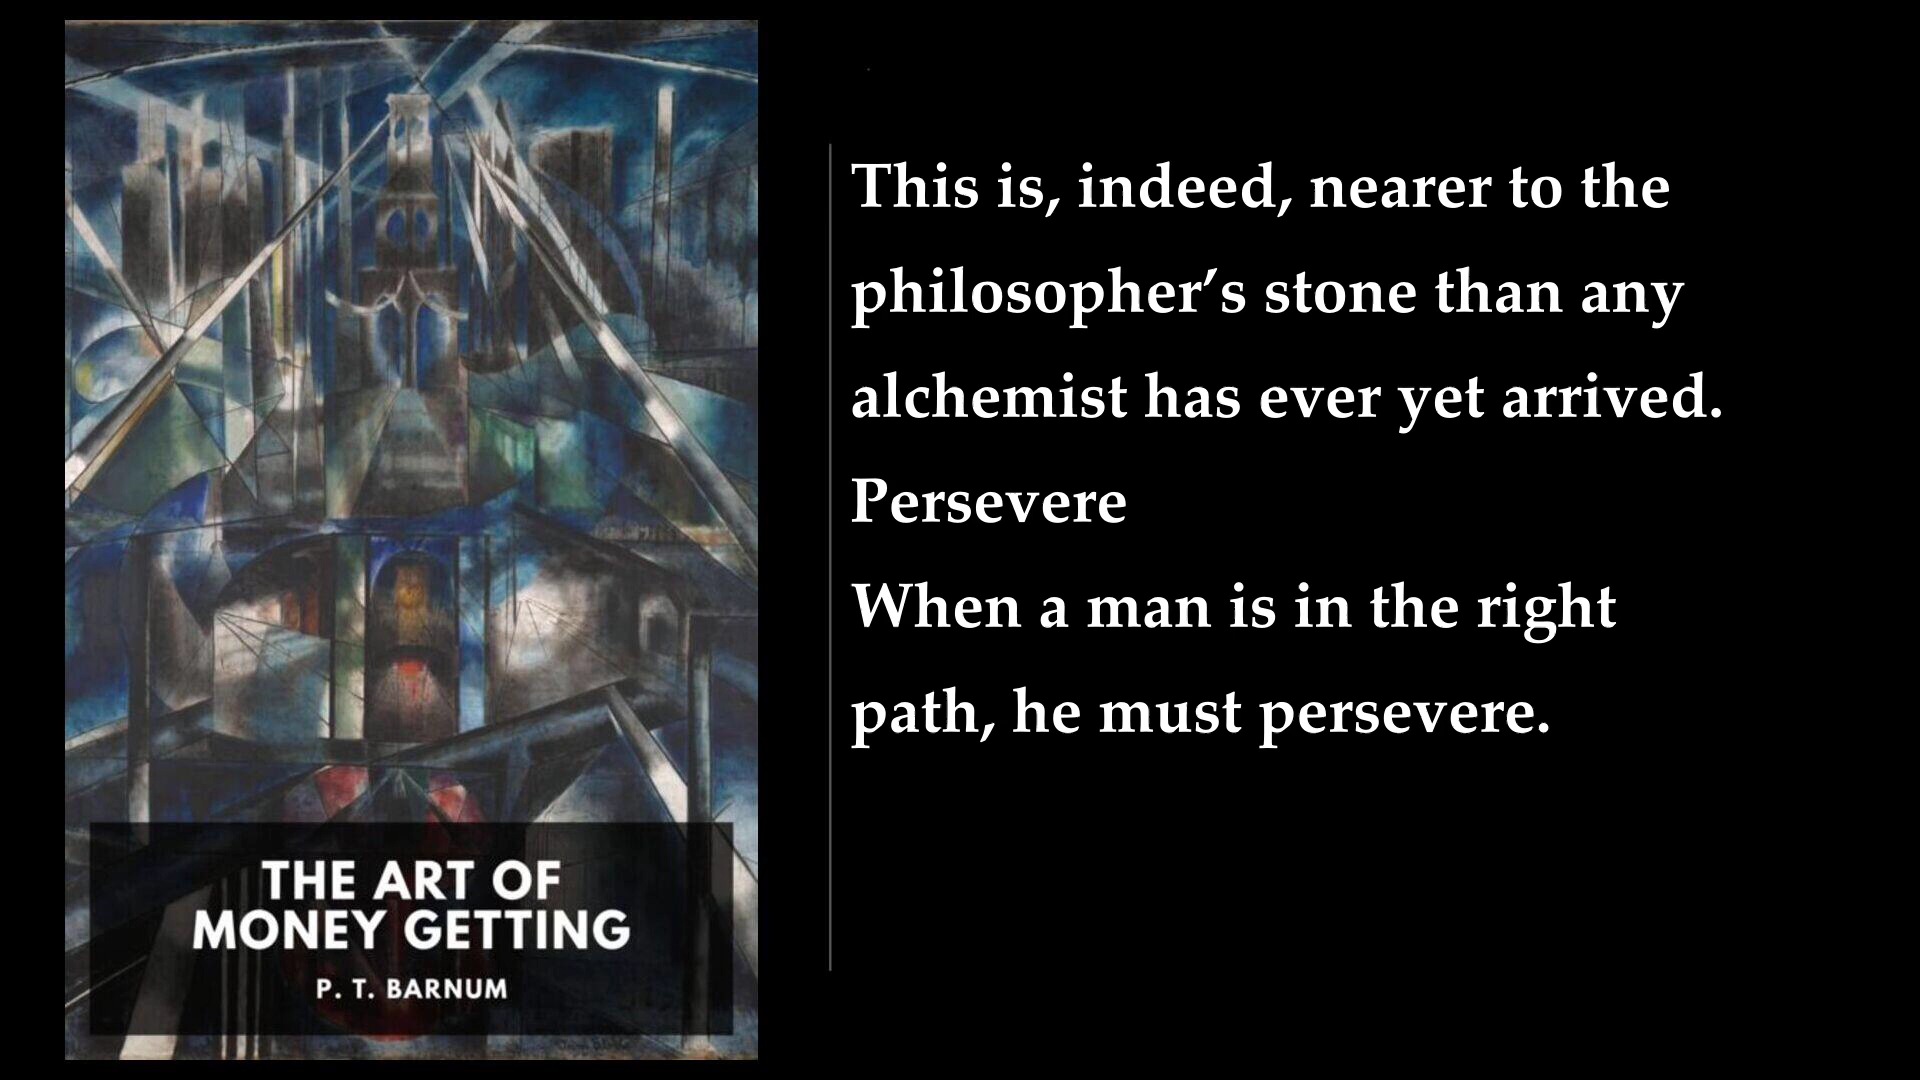 This is, indeed, nearer to the
philosopher’s stone than any
alchemist has ever yet arrived.
Persevere
When a man is in the right
path, he must persevere.
THE ART OF
MONEY GETTING
P. T. BARNUM